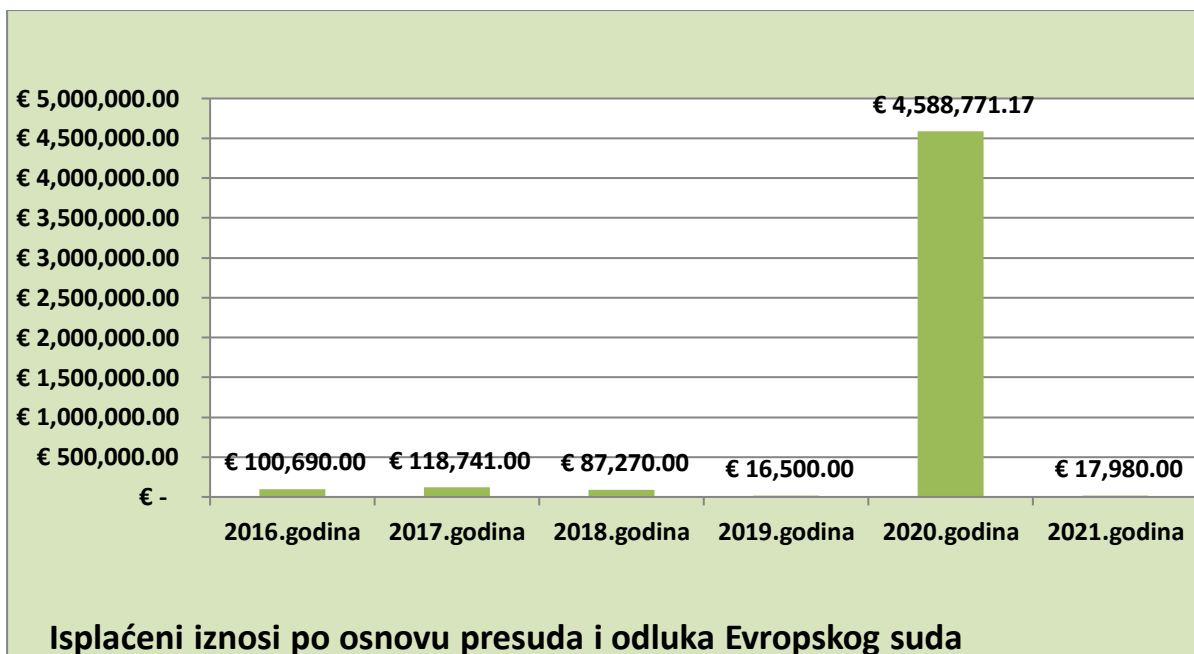 € 5,000,000.00
€ 4,500,000.00
€ 4,000,000.00
€ 3,500,000.00
€ 3,000,000.00
€ 2,500,000.00
€ 2,000,000.00
€ 1,500,000.00
€ 1,000,000.00
€ 500,000.00
€ -
€ 100,690.00
€ 118,741.00
€ 87,270.00
€ 16,500.00
€ 4,588,771.17
€ 17,980.00
2016.godina
2017.godina
2018.godina
2019.godina
2020.godina
2021.godina
Isplaćeni iznosi po osnovu presuda i odluka Evropskog suda